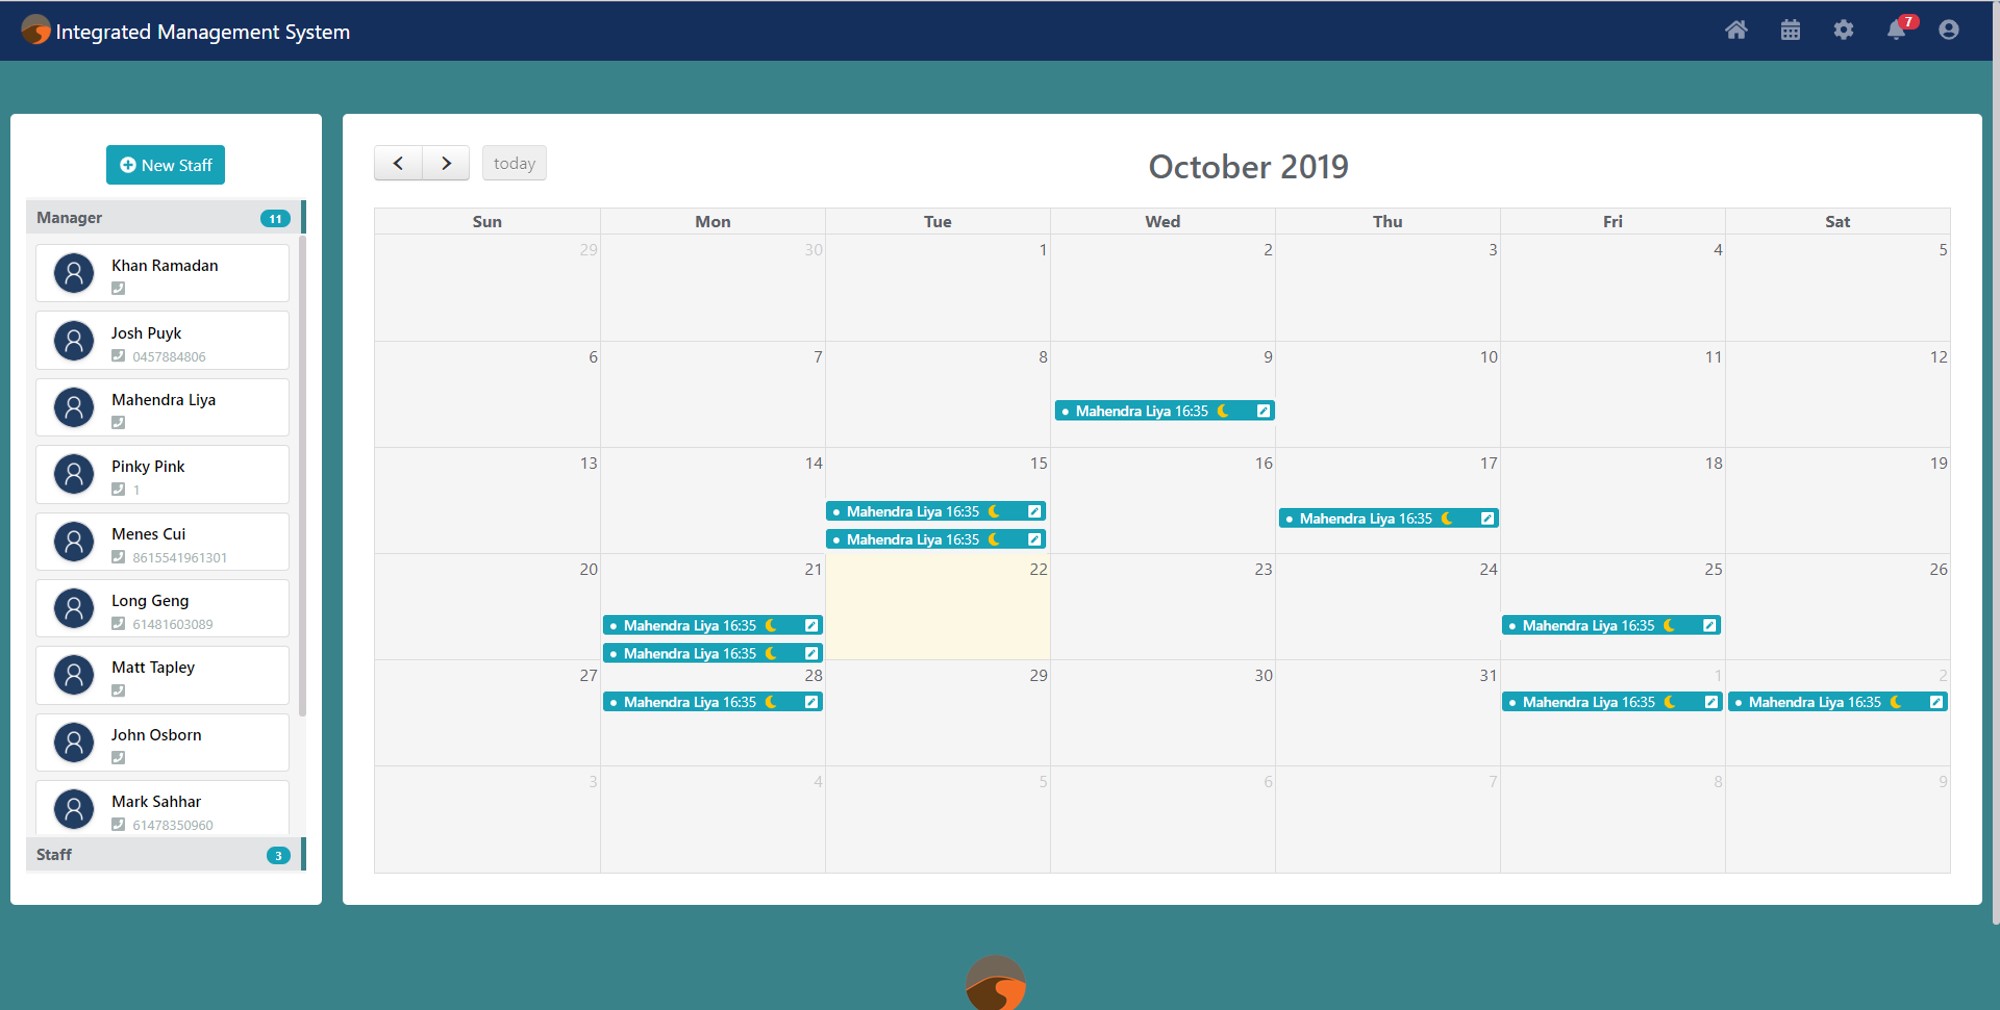 Integrated Management System
7
New Staff
Manager 11
Khan Ramadan
Josh Puyk
0457884806
Mahendra Liya
Pinky Pink
1
Menes Cui
8615541961301
Long Geng
61481603089
Matt Tapley
John Osborn
Mark Sahhar
61478350960
Staff 3
today
October 2019
Sun Mon Tue Wed Thu Fri Sat
29 30 1 2 3 4 5
6 7 8 9 10 11 12
Mahendra Liya 16:35
13 14 15 16 17 18 19
Mahendra Liya 16:35
Mahendra Liya 16:35
Mahendra Liya 16:35
20 21 22 23 24 25 26
Mahendra Liya 16:35 Mahendra Liya 16:35
Mahendra Liya 16:35
27 28 29 30 31 1 2
Mahendra Liya 16:35 Mahendra Liya 16:35 Mahendra Liya 16:35
3 4 5 6 7 8 9